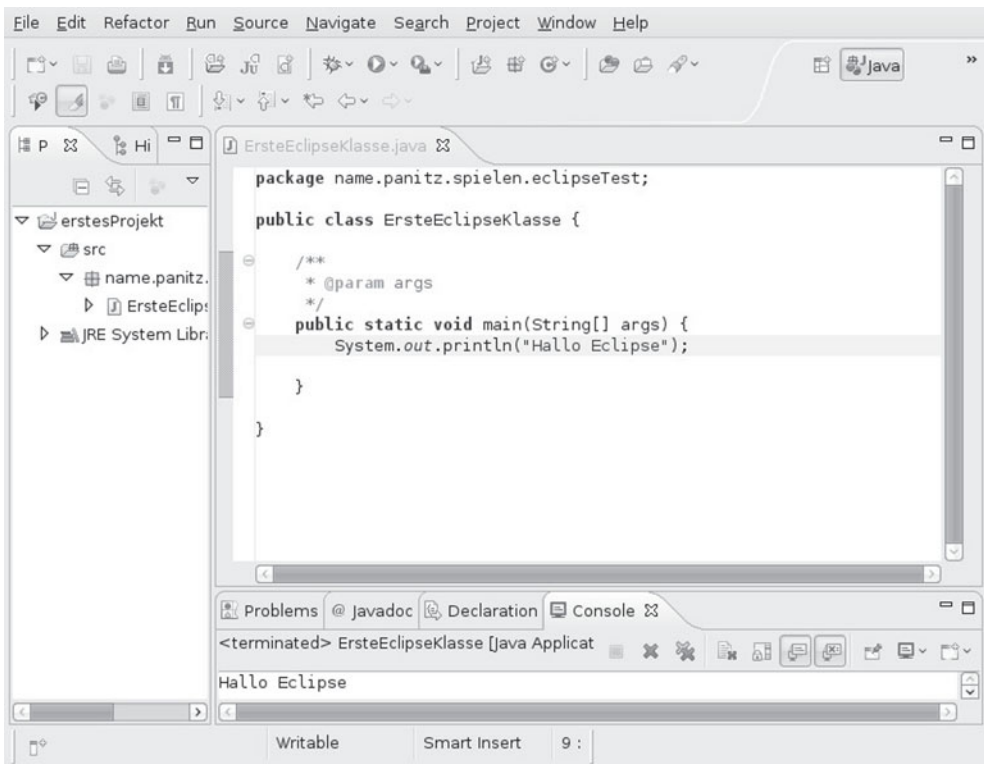 File Edit Refactor Run Source Navigate Search Project Window Help
Java »
P Hi
ErsteEclipseKlasse.java
erstesProjekt
src
name.panitz.
ErsteEclips
JRE System Libr
package name.panitz.spielen.eclipseTest;
public class ErsteEclipseKlasse {
/**
* @param args
*/
public static void main(String[] args) {
System.out.println("Hallo Eclipse");
}
}
Problems @ Javadoc Declaration Console
<terminated> ErsteEclipseKlasse [Java Applicat
Hallo Eclipse
Writable Smart Insert 9 :